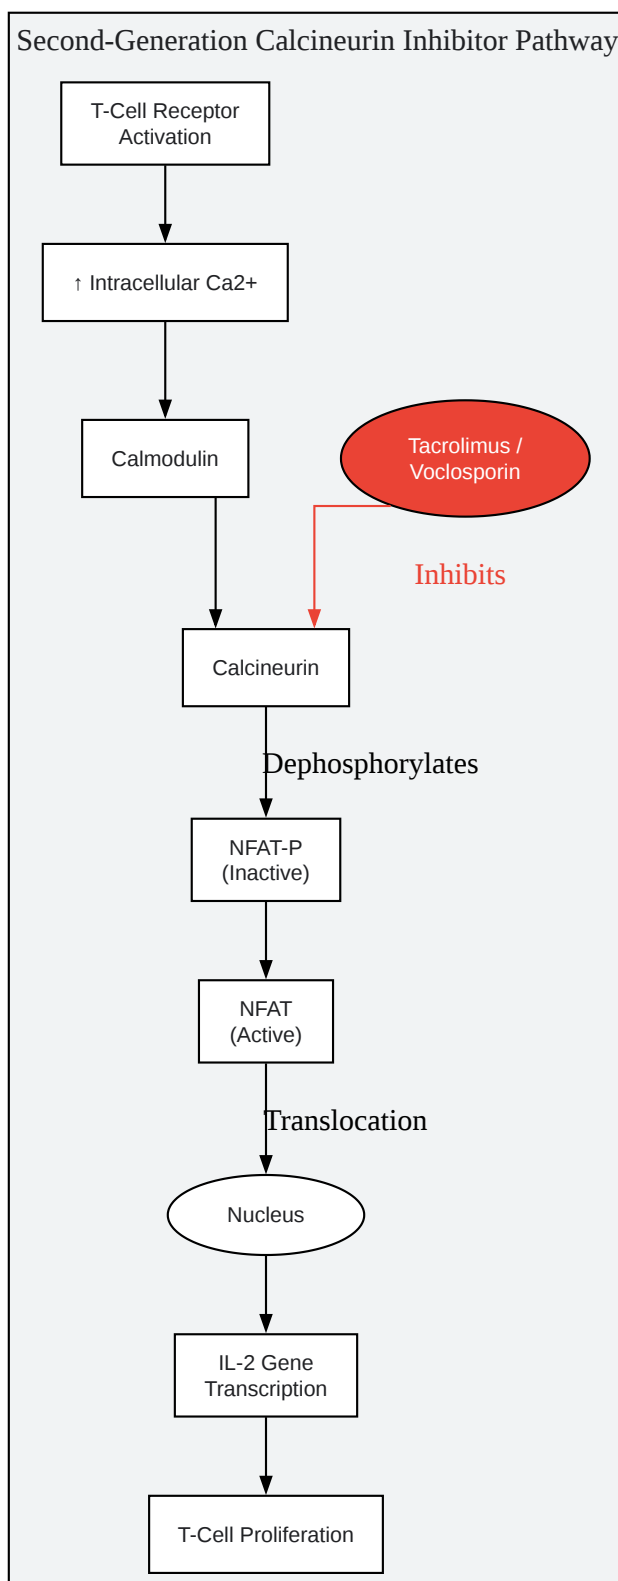 Second-Generation Calcineurin Inhibitor Pathway
T-Cell Receptor
Activation
↑ Intracellular Ca2+
Calmodulin
Tacrolimus /
Voclosporin
Inhibits
Calcineurin
Dephosphorylates
NFAT-P
(Inactive)
NFAT
(Active)
Translocation
Nucleus
IL-2 Gene
Transcription
T-Cell Proliferation